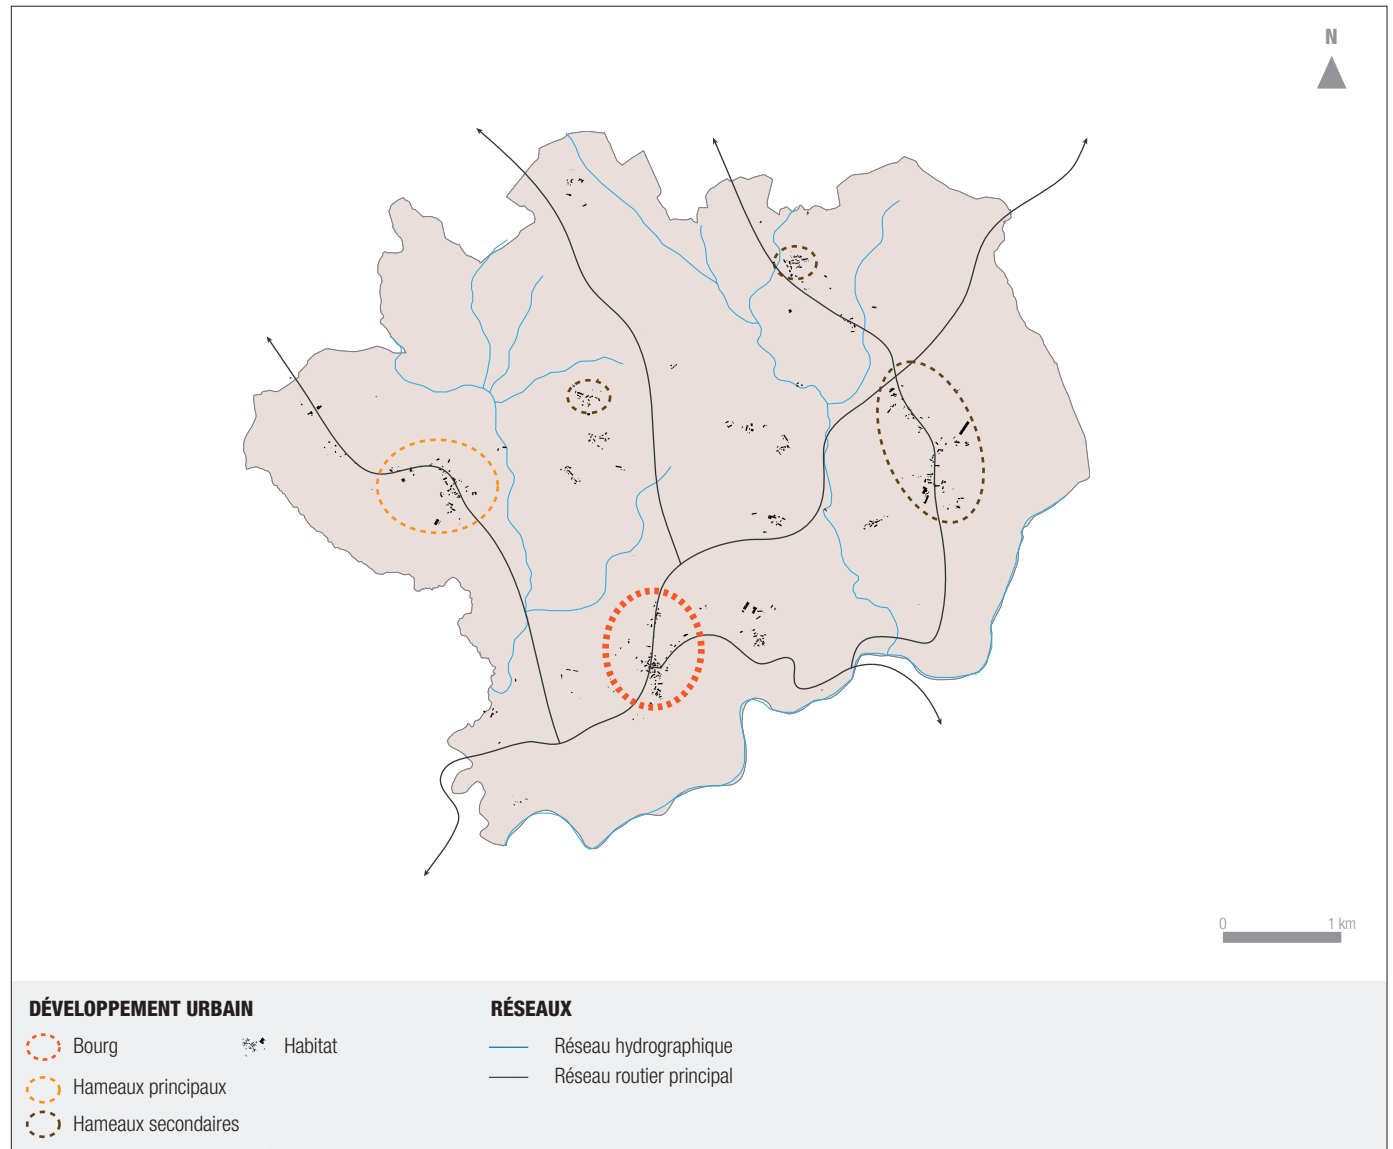 N
0 1 km
DÉVELOPPEMENT URBAIN
Bourg
Habitat
Hameaux principaux
Hameaux secondaires
RÉSEAUX
Réseau hydrographique
Réseau routier principal